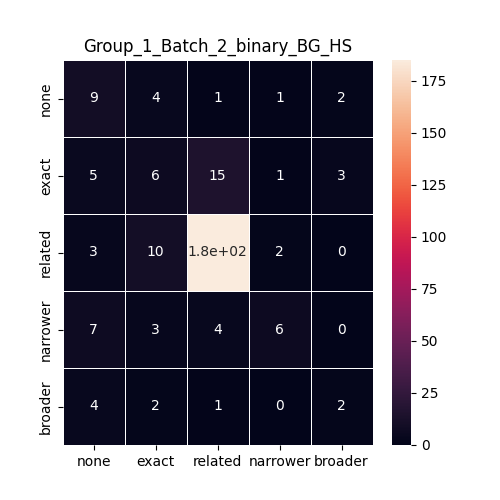 Group_1_Batch_2_binary_BG_HS
none 9 4 1 1 2
exact 5 6 15 1 3
related 3 10 1.8e+02 2 0
narrower 7 3 4 6 0
broader 4 2 1 0 2
none exact related narrower broader
175
150
125
100
75
50
25
0